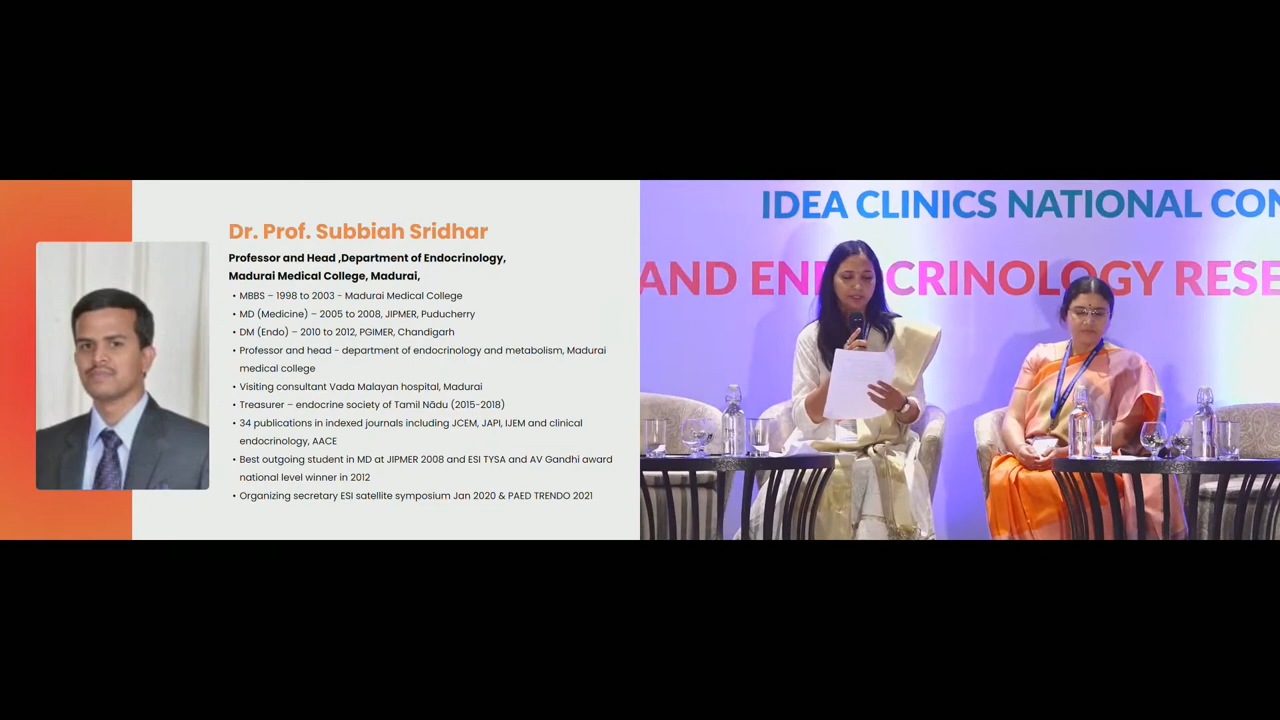 Dr. Prof. Subbiah Sridhar
Professor and Head ,Department of Endocrinology,
Madurai Medical College, Madurai,
• MBBS – 1998 to 2003 - Madurai Medical College
• MD (Medicine) – 2005 to 2008, JIPMER, Puducherry
• DM (Endo) – 2010 to 2012, PGIMER, Chandigarh
• Professor and head - department of endocrinology and metabolism, Madurai
medical college
• Visiting consultant Vada Malayan hospital, Madurai
• Treasurer – endocrine society of Tamil Nādu (2015-2018)
• 34 publications in indexed journals including JCEM, JAPI, IJEM and clinical
endocrinology, AACE
• Best outgoing student in MD at JIPMER 2008 and ESI TYSA and AV Gandhi award
national level winner in 2012
• Organizing secretary ESI satellite symposium Jan 2020 & PAED TRENDO 2021
IDEA CLINICS NATIONAL CON
AND ENDOCRINOLOGY RESE